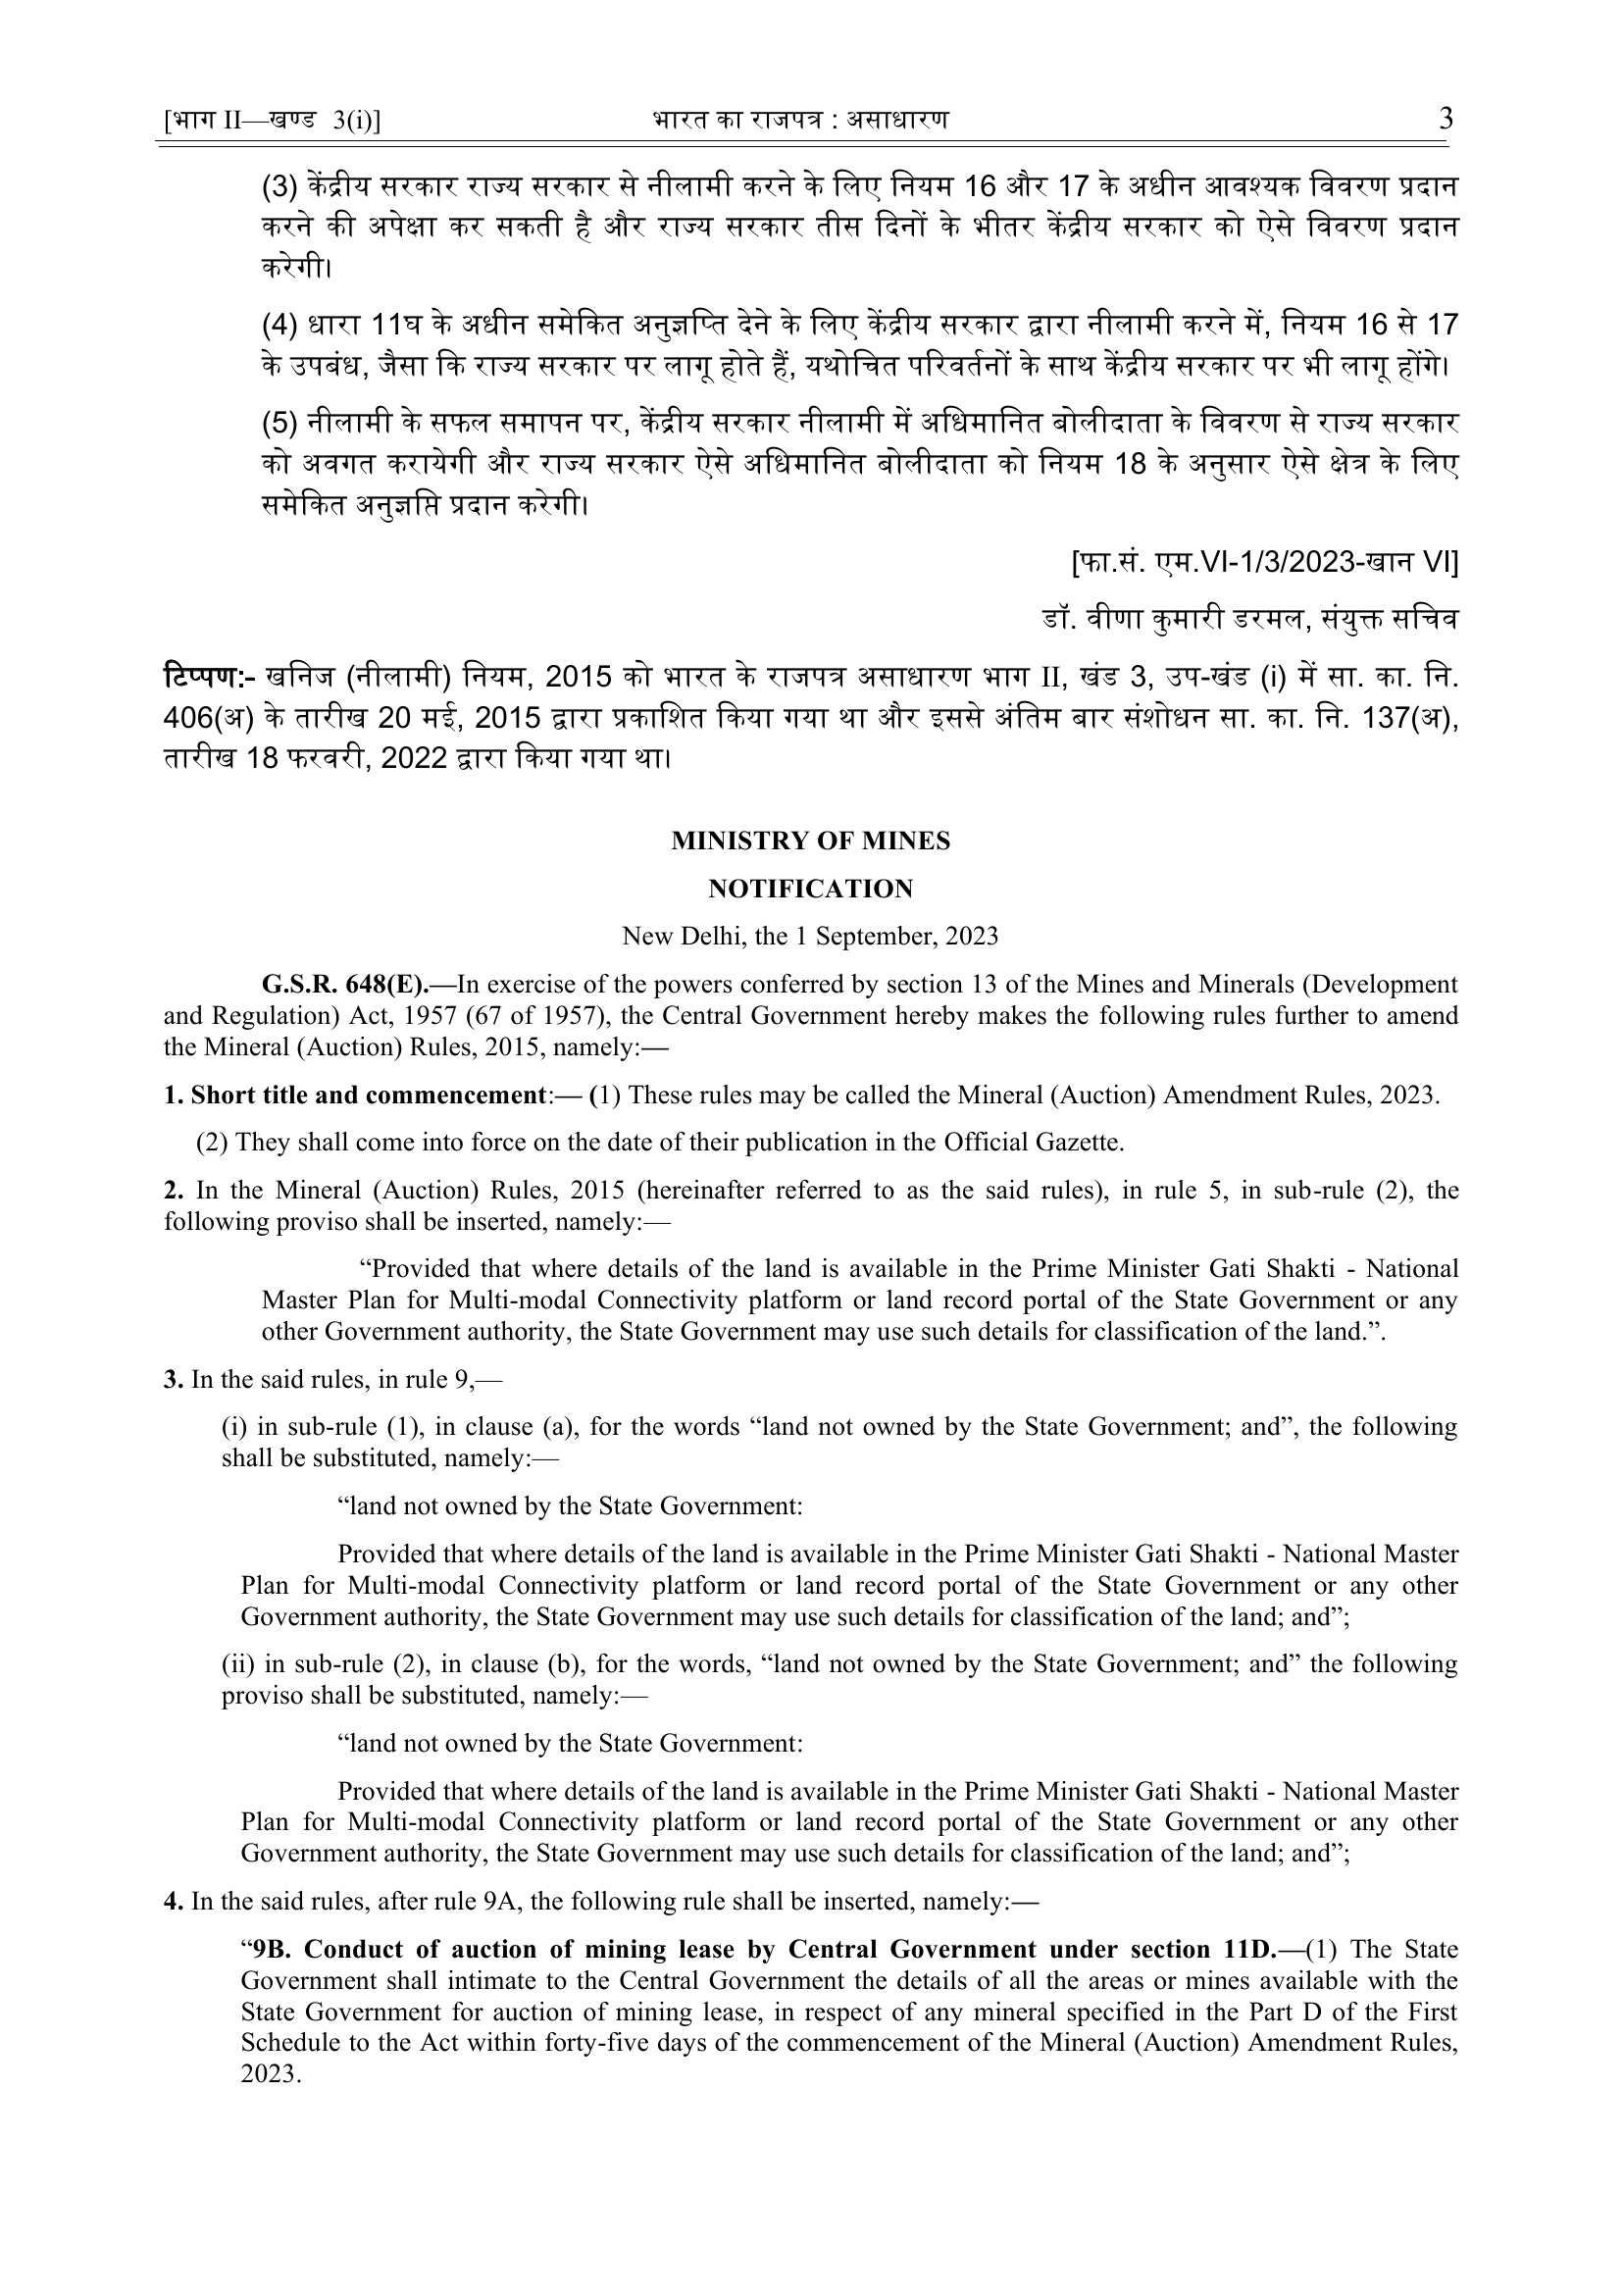 [भाग II—खण्ड 3(i)] भारत का राजपत्र : असाधारण 3
(3) केंद्रीय सरकार राज्य सरकार से नीलामी करने के लिए नियम 16 और 17 के अधीन आवश्यक विवरण प्रदान
करने की अपेक्षा कर सकती है और राज्य सरकार तीस दिनों के भीतर केंद्रीय सरकार को ऐसे विवरण प्रदान
करेगी।
(4) धारा 11घ के अधीन समेकित अनुज्ञप्ति देने के लिए केंद्रीय सरकार द्वारा नीलामी करने में, नियम 16 से 17
के उपबंध, जैसा कि राज्य सरकार पर लागू होते हैं, यथोचित परिवर्तनों के साथ केंद्रीय सरकार पर भी लागू होंगे।
(5) नीलामी के सफल समापन पर, केंद्रीय सरकार नीलामी में अधिमानित बोलीदाता के विवरण से राज्य सरकार
को अवगत करायेगी और राज्य सरकार ऐसे अधिमानित बोलीदाता को नियम 18 के अनुसार ऐसे क्षेत्र के लिए
समेकित अनुज्ञप्ति प्रदान करेगी।
[फा.सं. एम.VI-1/3/2023-खान VI]
डॉ. वीणा कुमारी डरमल, संयुक्त सचिव
टिप्पण:- खनिज (नीलामी) नियम, 2015 को भारत के राजपत्र असाधारण भाग II, खंड 3, उप-खंड (i) में सा. का. नि.
406(अ) के तारीख 20 मई, 2015 द्वारा प्रकाशित किया गया था और इससे अंतिम बार संशोधन सा. का. नि. 137(अ),
तारीख 18 फरवरी, 2022 द्वारा किया गया था।
MINISTRY OF MINES
NOTIFICATION
New Delhi, the 1 September, 2023
G.S.R. 648(E).—In exercise of the powers conferred by section 13 of the Mines and Minerals (Development
and Regulation) Act, 1957 (67 of 1957), the Central Government hereby makes the following rules further to amend
the Mineral (Auction) Rules, 2015, namely:—
1. Short title and commencement:— (1) These rules may be called the Mineral (Auction) Amendment Rules, 2023.
(2) They shall come into force on the date of their publication in the Official Gazette.
2. In the Mineral (Auction) Rules, 2015 (hereinafter referred to as the said rules), in rule 5, in sub-rule (2), the
following proviso shall be inserted, namely:—
“Provided that where details of the land is available in the Prime Minister Gati Shakti - National
Master Plan for Multi-modal Connectivity platform or land record portal of the State Government or any
other Government authority, the State Government may use such details for classification of the land.”.
3. In the said rules, in rule 9,—
(i) in sub-rule (1), in clause (a), for the words “land not owned by the State Government; and”, the following
shall be substituted, namely:—
“land not owned by the State Government:
Provided that where details of the land is available in the Prime Minister Gati Shakti - National Master
Plan for Multi-modal Connectivity platform or land record portal of the State Government or any other
Government authority, the State Government may use such details for classification of the land; and”;
(ii) in sub-rule (2), in clause (b), for the words, “land not owned by the State Government; and” the following
proviso shall be substituted, namely:—
“land not owned by the State Government:
Provided that where details of the land is available in the Prime Minister Gati Shakti - National Master
Plan for Multi-modal Connectivity platform or land record portal of the State Government or any other
Government authority, the State Government may use such details for classification of the land; and”;
4. In the said rules, after rule 9A, the following rule shall be inserted, namely:—
“9B. Conduct of auction of mining lease by Central Government under section 11D.—(1) The State
Government shall intimate to the Central Government the details of all the areas or mines available with the
State Government for auction of mining lease, in respect of any mineral specified in the Part D of the First
Schedule to the Act within forty-five days of the commencement of the Mineral (Auction) Amendment Rules,
2023.